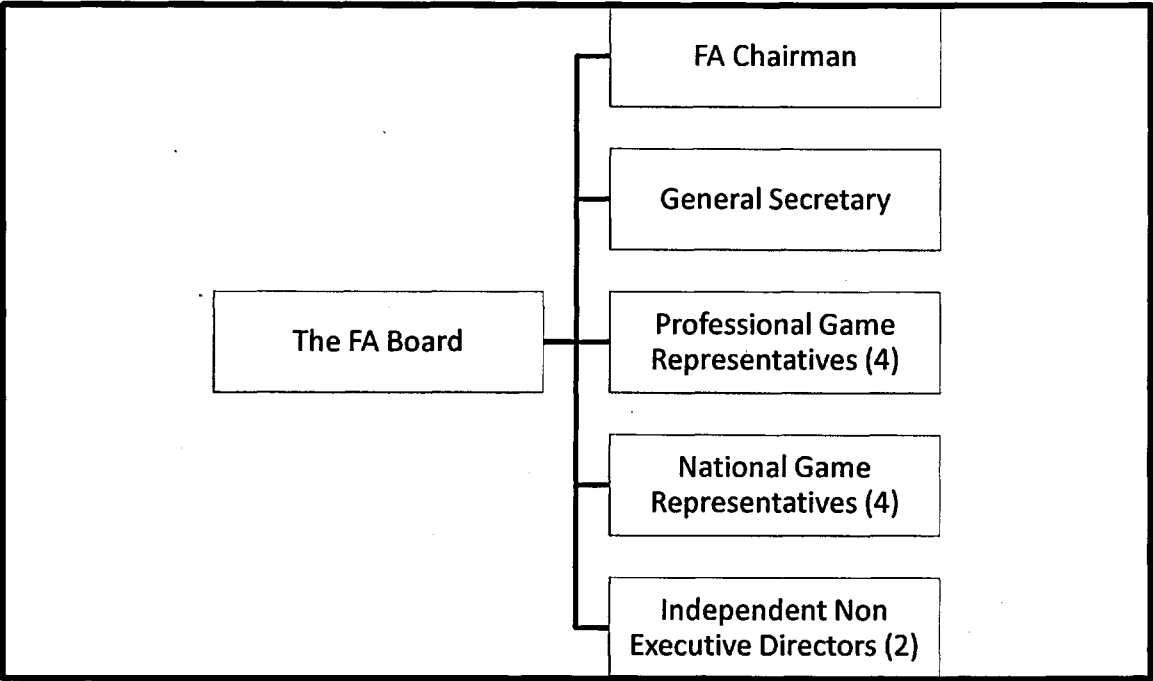 FA Chairman
General Secretary
The FA Board
Professional Game
Representatives (4)
National Game
Representatives (4)
Independent Non
Executive Directors (2)